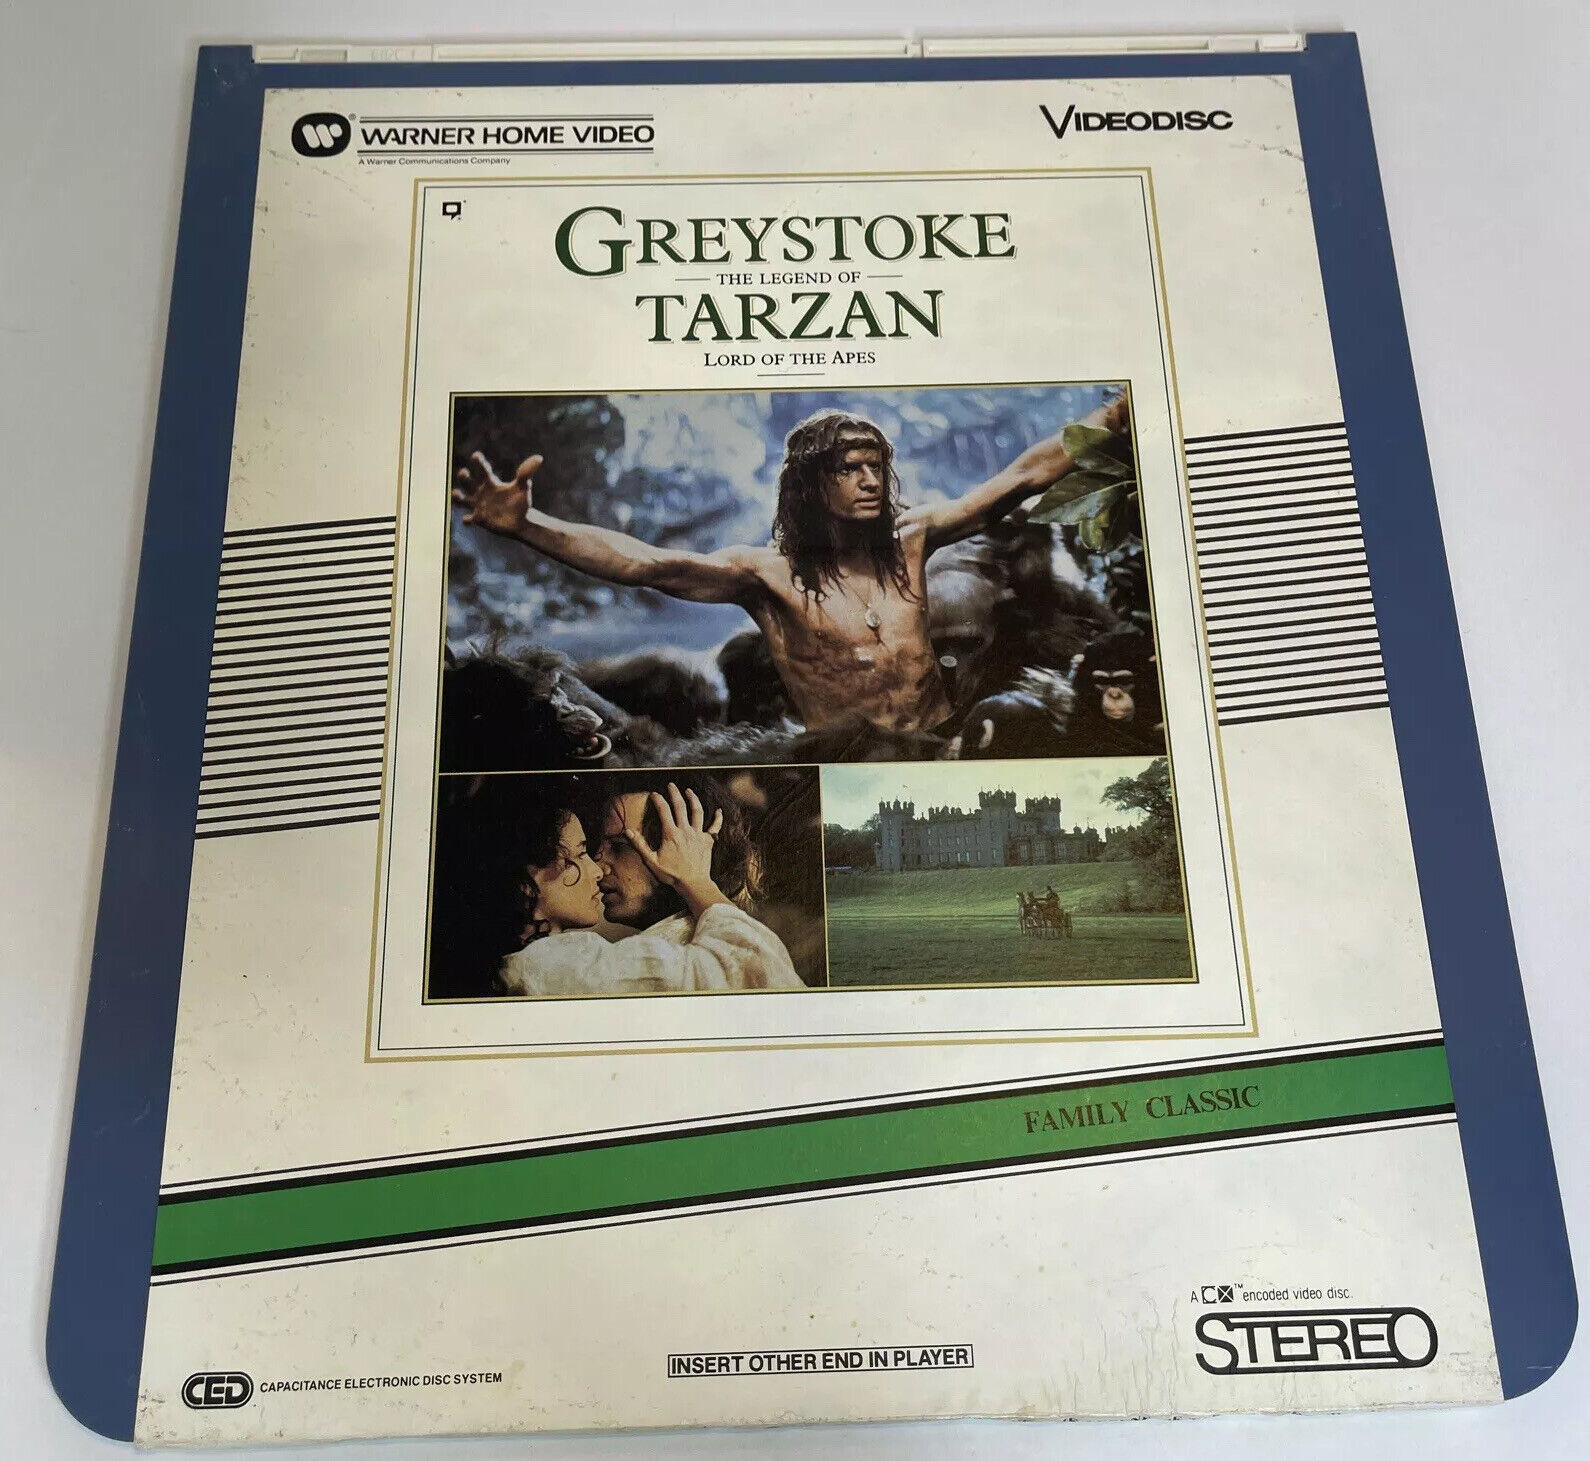 WARNER HOME VIDEO
A Warner Communications Company
VIDEODISC
GREYSTOKE
THE LEGEND OF
TARZAN
LORD OF THE APES
FAMILY CLASSIC
A CX™ encoded video disc.
STEREO
INSERT OTHER END IN PLAYER
CED CAPACITANCE ELECTRONIC DISC SYSTEM